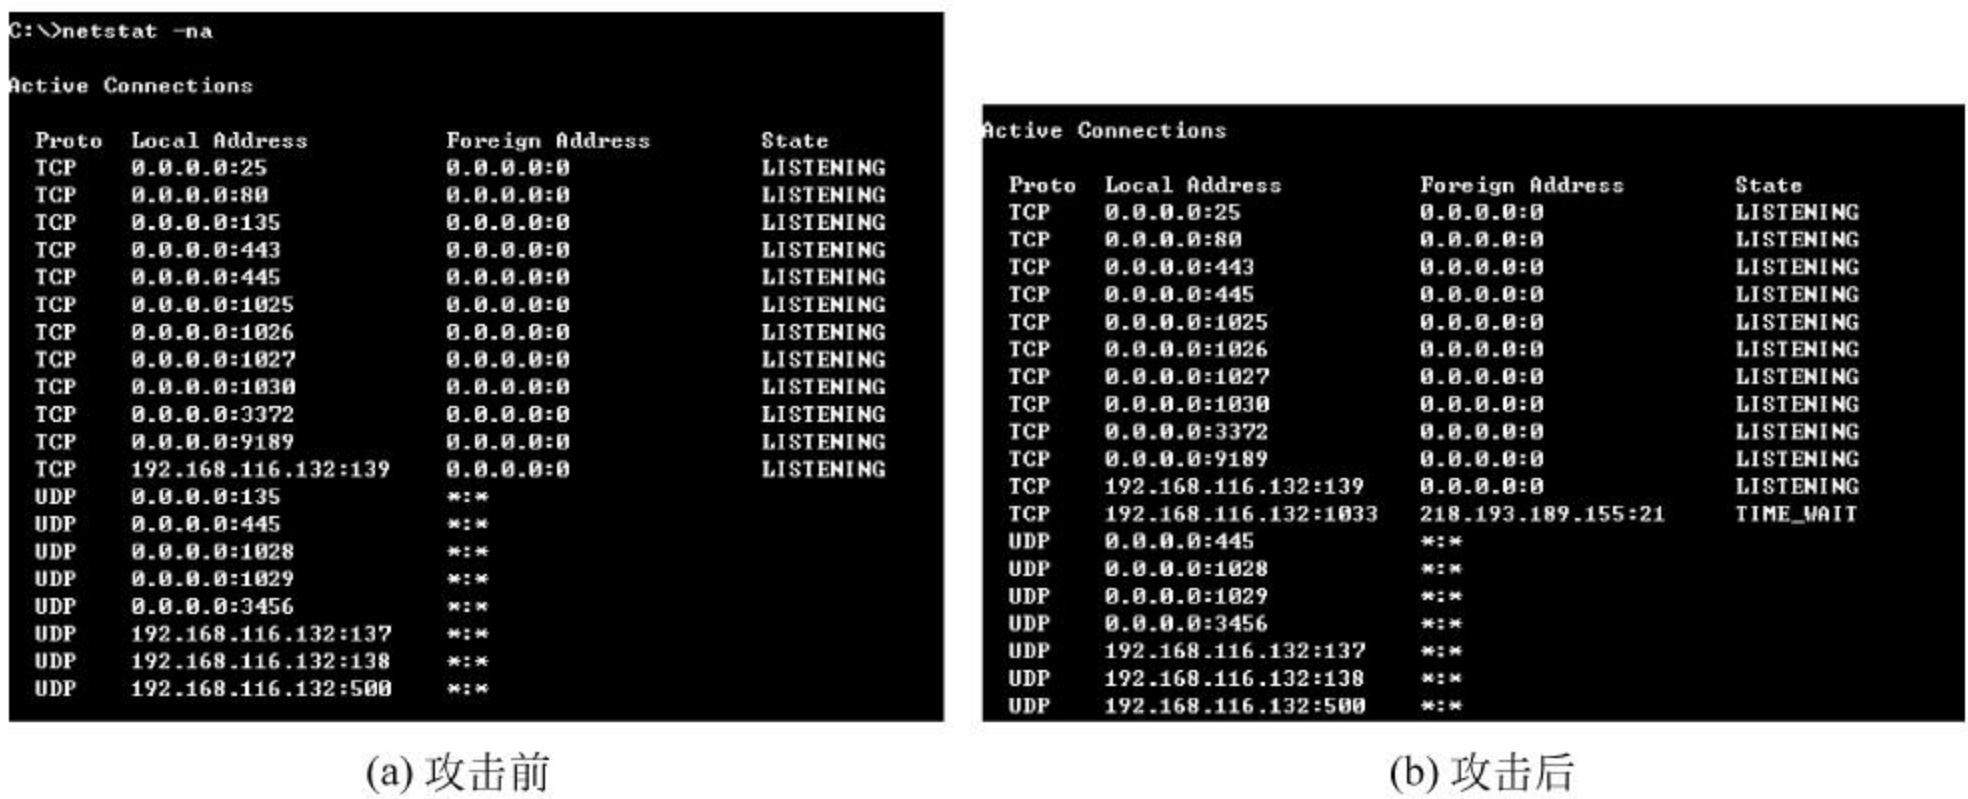 C:\>netstat -na
Active Connections
Proto Local Address Foreign Address State
TCP 0.0.0.0:25 0.0.0.0:0 LISTENING
TCP 0.0.0.0:80 0.0.0.0:0 LISTENING
TCP 0.0.0.0:135 0.0.0.0:0 LISTENING
TCP 0.0.0.0:443 0.0.0.0:0 LISTENING
TCP 0.0.0.0:445 0.0.0.0:0 LISTENING
TCP 0.0.0.0:1025 0.0.0.0:0 LISTENING
TCP 0.0.0.0:1026 0.0.0.0:0 LISTENING
TCP 0.0.0.0:1027 0.0.0.0:0 LISTENING
TCP 0.0.0.0:1030 0.0.0.0:0 LISTENING
TCP 0.0.0.0:3372 0.0.0.0:0 LISTENING
TCP 0.0.0.0:9189 0.0.0.0:0 LISTENING
TCP 192.168.116.132:139 0.0.0.0:0 LISTENING
UDP 0.0.0.0:135 *:*
UDP 0.0.0.0:445 *:*
UDP 0.0.0.0:1028 *:*
UDP 0.0.0.0:1029 *:*
UDP 0.0.0.0:3456 *:*
UDP 192.168.116.132:137 *:*
UDP 192.168.116.132:138 *:*
UDP 192.168.116.132:500 *:*
(a) 攻击前
Active Connections
Proto Local Address Foreign Address State
TCP 0.0.0.0:25 0.0.0.0:0 LISTENING
TCP 0.0.0.0:80 0.0.0.0:0 LISTENING
TCP 0.0.0.0:443 0.0.0.0:0 LISTENING
TCP 0.0.0.0:445 0.0.0.0:0 LISTENING
TCP 0.0.0.0:1025 0.0.0.0:0 LISTENING
TCP 0.0.0.0:1026 0.0.0.0:0 LISTENING
TCP 0.0.0.0:1027 0.0.0.0:0 LISTENING
TCP 0.0.0.0:1030 0.0.0.0:0 LISTENING
TCP 0.0.0.0:3372 0.0.0.0:0 LISTENING
TCP 0.0.0.0:9189 0.0.0.0:0 LISTENING
TCP 192.168.116.132:139 0.0.0.0:0 LISTENING
TCP 192.168.116.132:1033 218.193.189.155:21 TIME_WAIT
UDP 0.0.0.0:445 *:*
UDP 0.0.0.0:1028 *:*
UDP 0.0.0.0:1029 *:*
UDP 0.0.0.0:3456 *:*
UDP 192.168.116.132:137 *:*
UDP 192.168.116.132:138 *:*
UDP 192.168.116.132:500 *:*
(b) 攻击后